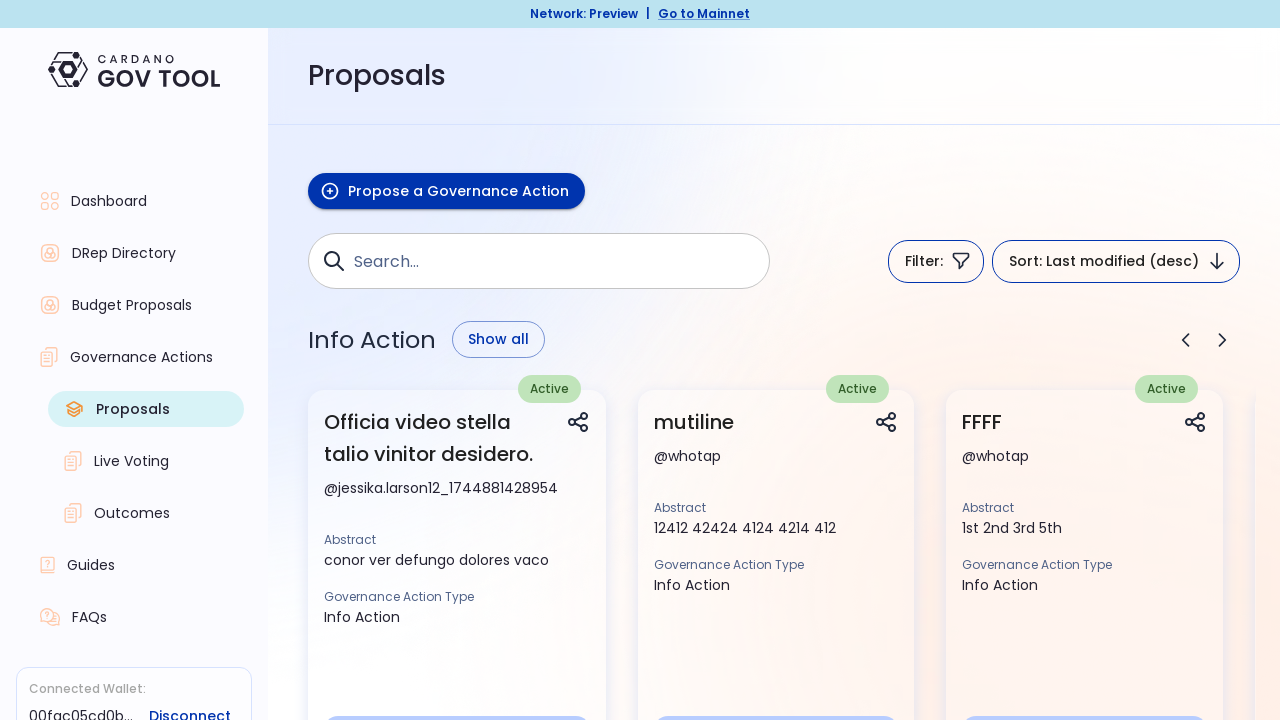 Network: Preview | Go to Mainnet
CARDANO
GOV TOOL
Dashboard
DRep Directory
Budget Proposals
Governance Actions
Proposals
Live Voting
Outcomes
Guides
FAQs
Connected Wallet:
00fac05cd0b... Disconnect
Proposals
Propose a Governance Action
Search...
Filter:
Sort: Last modified (desc)
Info Action
Show all
Active
Officia video stella
talio vinitor desidero.
@jessika.larson12_1744881428954
Abstract
conor ver defungo dolores vaco
Governance Action Type
Info Action
Active
mutiline
@whotap
Abstract
12412 42424 4124 4214 412
Governance Action Type
Info Action
Active
FFFF
@whotap
Abstract
1st 2nd 3rd 5th
Governance Action Type
Info Action